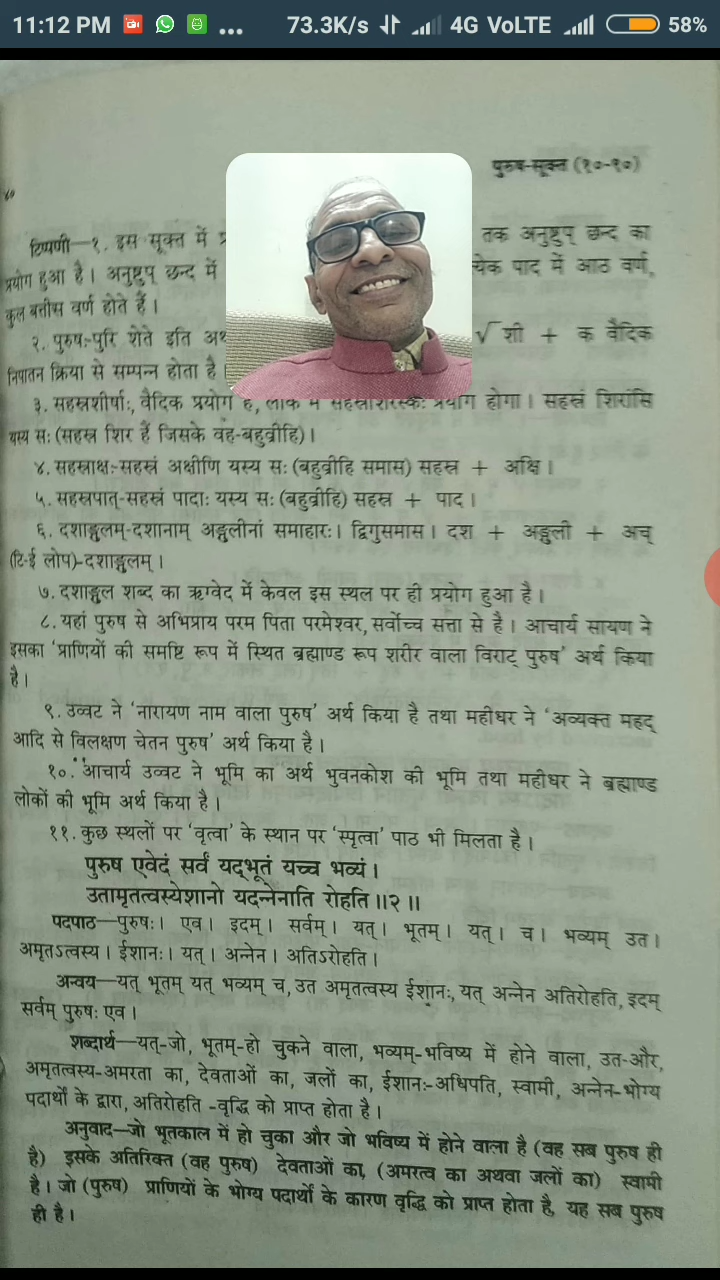 11:12 PM ... 73.3K/s 4G VoLTE 58%
पुरुष-सूक्त (१०-९०)
टिप्पणी—१. इस सूक्त में तक अनुष्टुप् छन्द का
प्रयोग हुआ है। अनुष्टुप् छन्द में पाद में आठ वर्ण,
कुल बत्तीस वर्ण होते हैं।
२. पुरुषः-पुरि शेते इति √शी + क वैदिक
निपातन क्रिया से सम्पन्न होता है
३. सहस्रशीर्षाः, वैदिक प्रयोग है, लोक में सहस्रशिरस्कः प्रयोग होगा। सहस्रं शिरांसि
यस्य सः (सहस्र शिर हैं जिसके वह-बहुव्रीहि)।
४. सहस्राक्षः-सहस्रं अक्षीणि यस्य सः (बहुव्रीहि समास) सहस्र + अक्षि।
५. सहस्रपात्-सहस्रं पादाः यस्य सः (बहुव्रीहि) सहस्र + पाद।
६. दशाङ्गुलम्-दशानाम् अङ्गुलीनां समाहारः। द्विगुसमास। दश + अङ्गुली + अच्
(टि-ई लोप)-दशाङ्गुलम्।
७. दशाङ्गुल शब्द का ऋग्वेद में केवल इस स्थल पर ही प्रयोग हुआ है।
८. यहां पुरुष से अभिप्राय परम पिता परमेश्वर, सर्वोच्च सत्ता से है। आचार्य सायण ने
इसका 'प्राणियों की समष्टि रूप में स्थित ब्रह्माण्ड रूप शरीर वाला विराट् पुरुष' अर्थ किया
है।
९. उव्वट ने 'नारायण नाम वाला पुरुष' अर्थ किया है तथा महीधर ने 'अव्यक्त महद्
आदि से विलक्षण चेतन पुरुष' अर्थ किया है।
१०. आचार्य उव्वट ने भूमि का अर्थ भुवनकोश की भूमि तथा महीधर ने ब्रह्माण्ड
लोकों की भूमि अर्थ किया है।
११. कुछ स्थलों पर 'वृत्वा' के स्थान पर 'स्पृत्वा' पाठ भी मिलता है।
पुरुष एवेदं सर्वं यद्भूतं यच्च भव्यं।
उतामृतत्वस्येशानो यदन्नेनाति रोहति॥२॥
पदपाठ—पुरुषः। एव। इदम्। सर्वम्। यत्। भूतम्। यत्। च। भव्यम् उत।
अमृतऽत्वस्य। ईशानः। यत्। अन्नेन। अतिऽरोहति।
अन्वय—यत् भूतम् यत् भव्यम् च, उत अमृतत्वस्य ईशानः, यत् अन्नेन अतिरोहति, इदम्
सर्वम् पुरुषः एव।
शब्दार्थ—यत्-जो, भूतम्-हो चुकने वाला, भव्यम्-भविष्य में होने वाला, उत-और,
अमृतत्वस्य-अमरता का, देवताओं का, जलों का, ईशानः-अधिपति, स्वामी, अन्नेन-भोग्य
पदार्थों के द्वारा, अतिरोहति -वृद्धि को प्राप्त होता है।
अनुवाद—जो भूतकाल में हो चुका और जो भविष्य में होने वाला है (वह सब पुरुष ही
है) इसके अतिरिक्त (वह पुरुष) देवताओं का, (अमरत्व का अथवा जलों का) स्वामी
है। जो (पुरुष) प्राणियों के भोग्य पदार्थों के कारण वृद्धि को प्राप्त होता है, यह सब पुरुष
ही है।